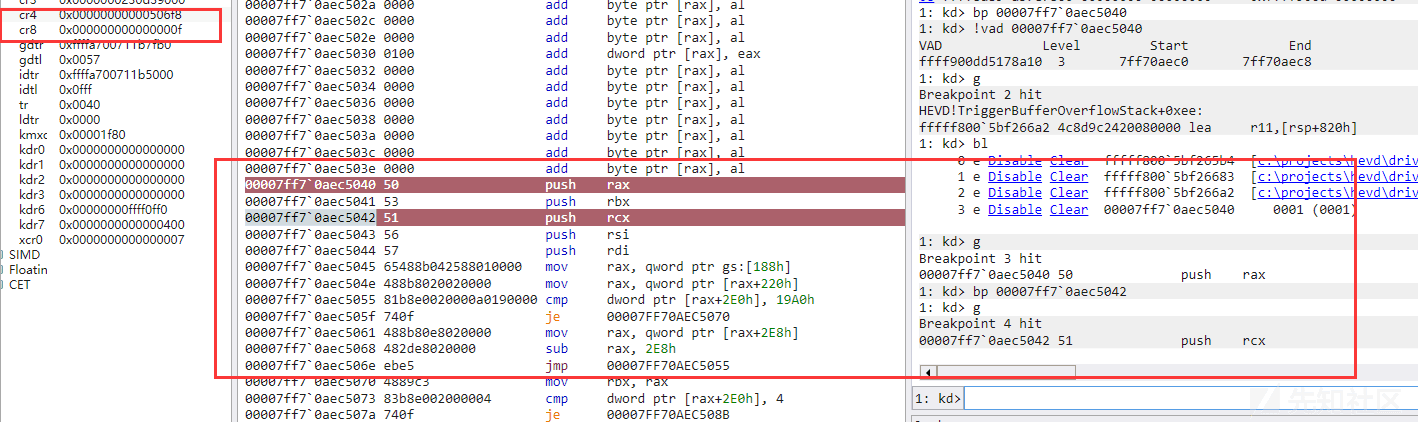 cr4 0x0000000000506f8
cr8 0x000000000000000f
gdtr 0xffffa700711b7fb0
gdtl 0x0057
idtr 0xffffa700711b5000
idtl 0x0fff
tr 0x0040
ldtr 0x0000
kmxc 0x00001f80
kdr0 0x0000000000000000
kdr1 0x0000000000000000
kdr2 0x0000000000000000
kdr3 0x0000000000000000
kdr6 0x00000000ffff0ff0
kdr7 0x0000000000000400
xcr0 0x0000000000000007
SIMD
Floatin
CET
00007ff7`0aec502a 0000 add byte ptr [rax], al
00007ff7`0aec502c 0000 add byte ptr [rax], al
00007ff7`0aec502e 0000 add byte ptr [rax], al
00007ff7`0aec5030 0100 add dword ptr [rax], eax
00007ff7`0aec5032 0000 add byte ptr [rax], al
00007ff7`0aec5034 0000 add byte ptr [rax], al
00007ff7`0aec5036 0000 add byte ptr [rax], al
00007ff7`0aec5038 0000 add byte ptr [rax], al
00007ff7`0aec503a 0000 add byte ptr [rax], al
00007ff7`0aec503c 0000 add byte ptr [rax], al
00007ff7`0aec503e 0000 add byte ptr [rax], al
00007ff7`0aec5040 50 push rax
00007ff7`0aec5041 53 push rbx
00007ff7`0aec5042 51 push rcx
00007ff7`0aec5043 56 push rsi
00007ff7`0aec5044 57 push rdi
00007ff7`0aec5045 65488b042588010000 mov rax, qword ptr gs:[188h]
00007ff7`0aec504e 488b8020020000 mov rax, qword ptr [rax+220h]
00007ff7`0aec5055 81b8e0020000a0190000 cmp dword ptr [rax+2E0h], 19A0h
00007ff7`0aec505f 740f je 00007FF70AEC5070
00007ff7`0aec5061 488b80e8020000 mov rax, qword ptr [rax+2E8h]
00007ff7`0aec5068 482de8020000 sub rax, 2E8h
00007ff7`0aec506e ebe5 jmp 00007FF70AEC5055
00007ff7`0aec5070 4889c3 mov rbx, rax
00007ff7`0aec5073 83b8e002000004 cmp dword ptr [rax+2E0h], 4
00007ff7`0aec507a 740f je 00007FF70AEC508B
1: kd> bp 00007ff7`0aec5040
1: kd> !vad 00007ff7`0aec5040
VAD Level Start End
ffff900dd5178a10 3 7ff70aec0 7ff70aec8
1: kd> g
Breakpoint 2 hit
HEVD!TriggerBufferOverflowStack+0xee:
fffff800`5bf266a2 4c8d9c2420080000 lea r11,[rsp+820h]
1: kd> bl
0 e Disable Clear fffff800`5bf265b4 [c:\projects\hevd\driv
1 e Disable Clear fffff800`5bf26683 [c:\projects\hevd\driv
2 e Disable Clear fffff800`5bf266a2 [c:\projects\hevd\driv
3 e Disable Clear 00007ff7`0aec5040 0001 (0001)
1: kd> g
Breakpoint 3 hit
00007ff7`0aec5040 50 push rax
1: kd> bp 00007ff7`0aec5042
1: kd> g
Breakpoint 4 hit
00007ff7`0aec5042 51 push rcx
1: kd>
先知社区